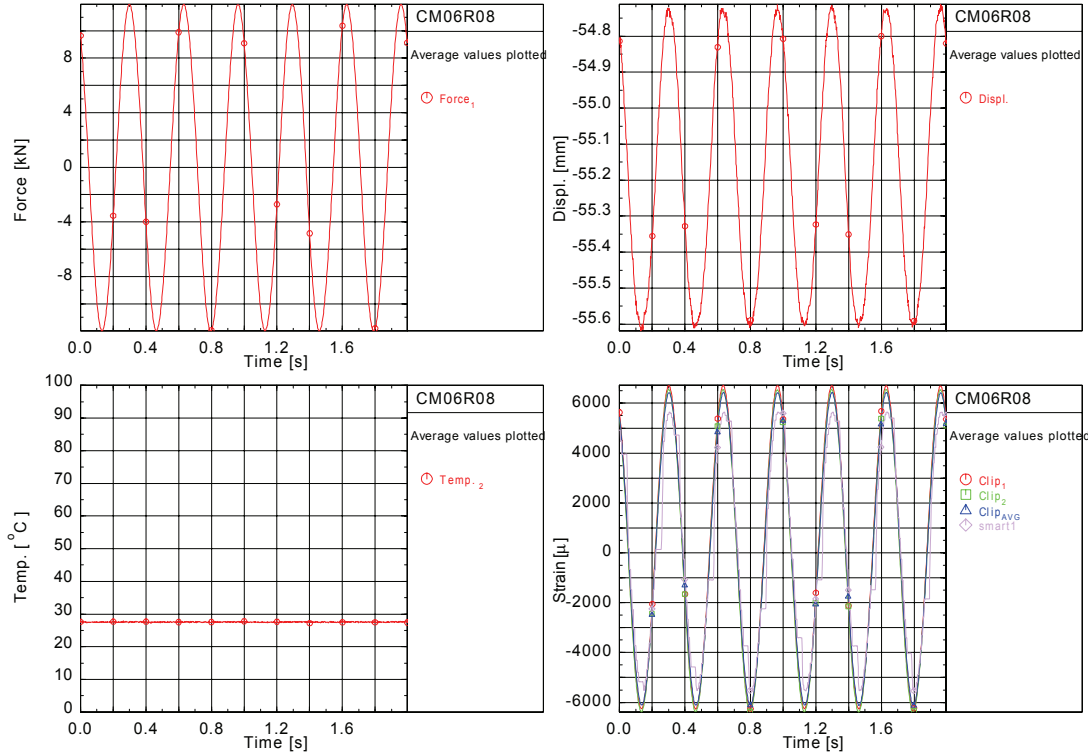 CM06R08
Average values plotted
Force₁
Force [kN]
8
4
0
-4
-8
0.0 0.4 0.8 1.2 1.6
Time [s]
CM06R08
Average values plotted
Displ.
Displ. [mm]
-54.8
-54.9
-55.0
-55.1
-55.2
-55.3
-55.4
-55.5
-55.6
0.0 0.4 0.8 1.2 1.6
Time [s]
CM06R08
Average values plotted
Temp.₂
Temp. [°C]
100
90
80
70
60
50
40
30
20
10
0
0.0 0.4 0.8 1.2 1.6
Time [s]
CM06R08
Average values plotted
Clip₁
Clip₂
Clip_AVG
smart1
Strain [µ]
6000
4000
2000
0
-2000
-4000
-6000
0.0 0.4 0.8 1.2 1.6
Time [s]